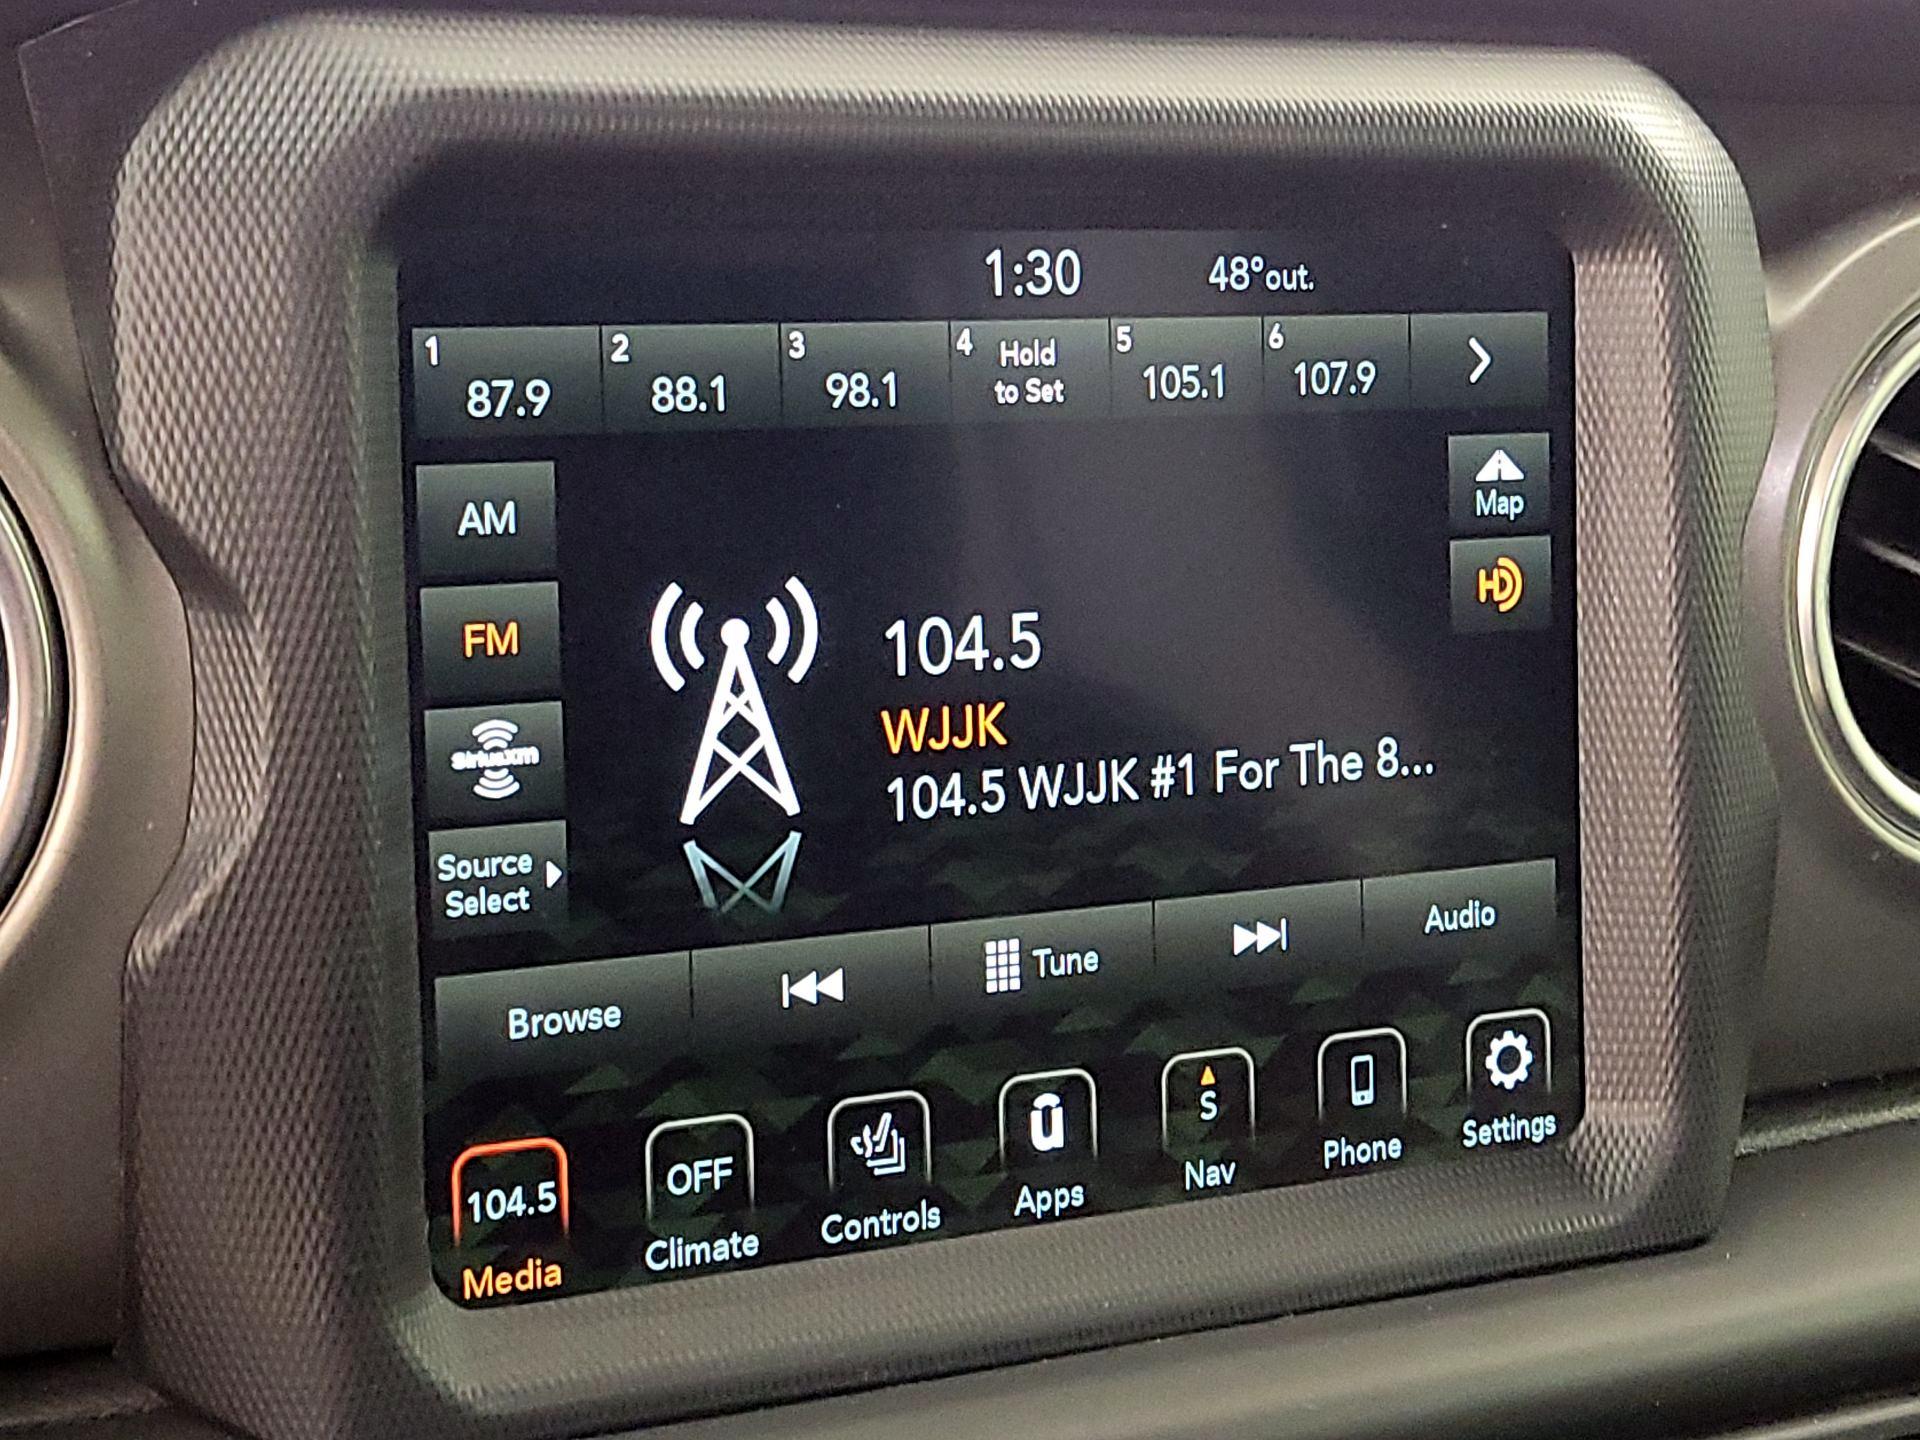 1:30 48°out.
1 87.9 2 88.1 3 98.1 4 Hold to Set 5 105.1 6 107.9
AM
Map
FM
HD
104.5
WJJK
SiriusXM
104.5 WJJK #1 For The 8...
Source
Select
Browse Tune Audio
104.5 OFF S
Media Climate Controls Apps Nav Phone Settings